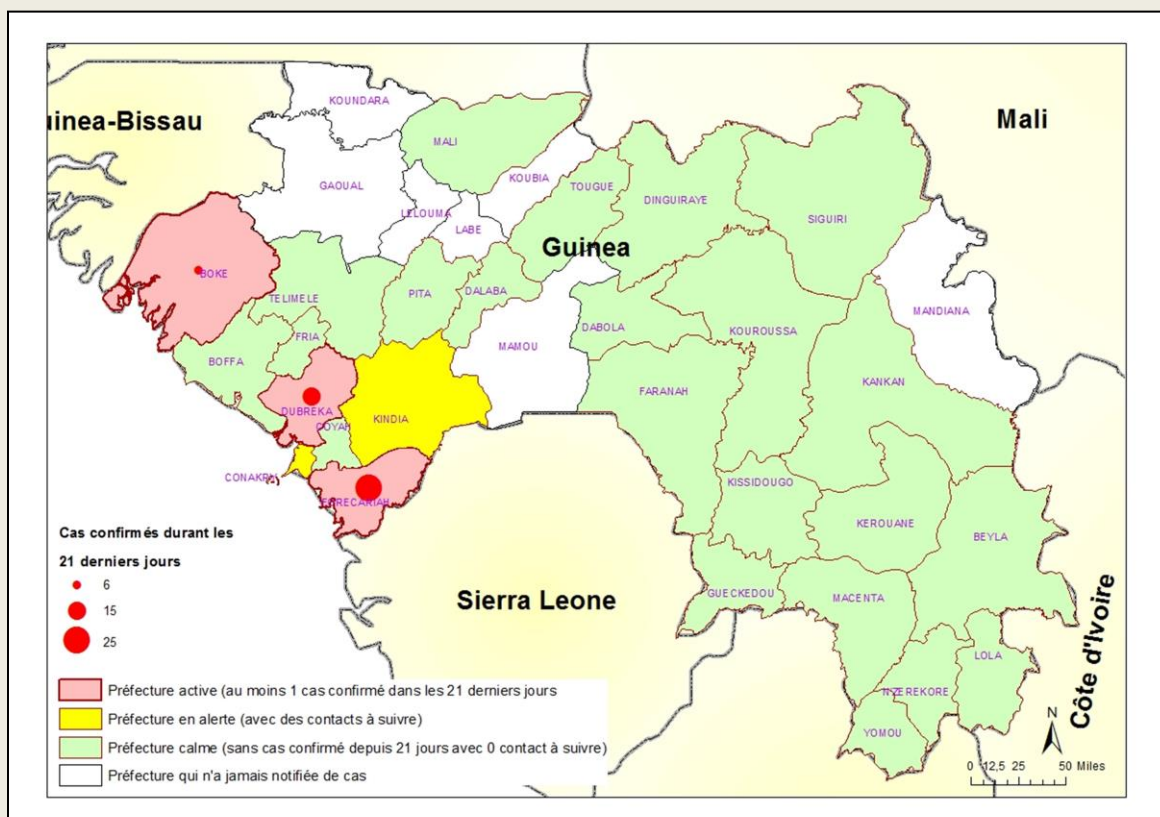 KOUNDARA
uinea-Bissau
Mali
MALI
KOUBIA
GAOUAL
TOUGUE
DINGUIRAYE
LELOUMA
SIGUIRI
LABE
Guinea
BOKE
TELIMELE
PITA
DALABA
MANDIANA
DABOLA
KOUROUSSA
FRIA
MAMOU
BOFFA
KANKAN
FARANAH
DUBREKA
KINDIA
COYAH
CONAKRY
KISSIDOUGO
ERRECARIAH
KEROUANE
BEYLA
Cas confirmés durant les
21 derniers jours
6
15
25
Sierra Leone
GUECKEDOU
MACENTA
LOLA
Côte d'Ivoire
N'ZEREKORE
YOMOU
N
0 12,5 25 50 Miles
Préfecture active (au moins 1 cas confirmé dans les 21 derniers jours
Préfecture en alerte (avec des contacts à suivre)
Préfecture calme (sans cas confirmé depuis 21 jours avec 0 contact à suivre)
Préfecture qui n'a jamais notifiée de cas